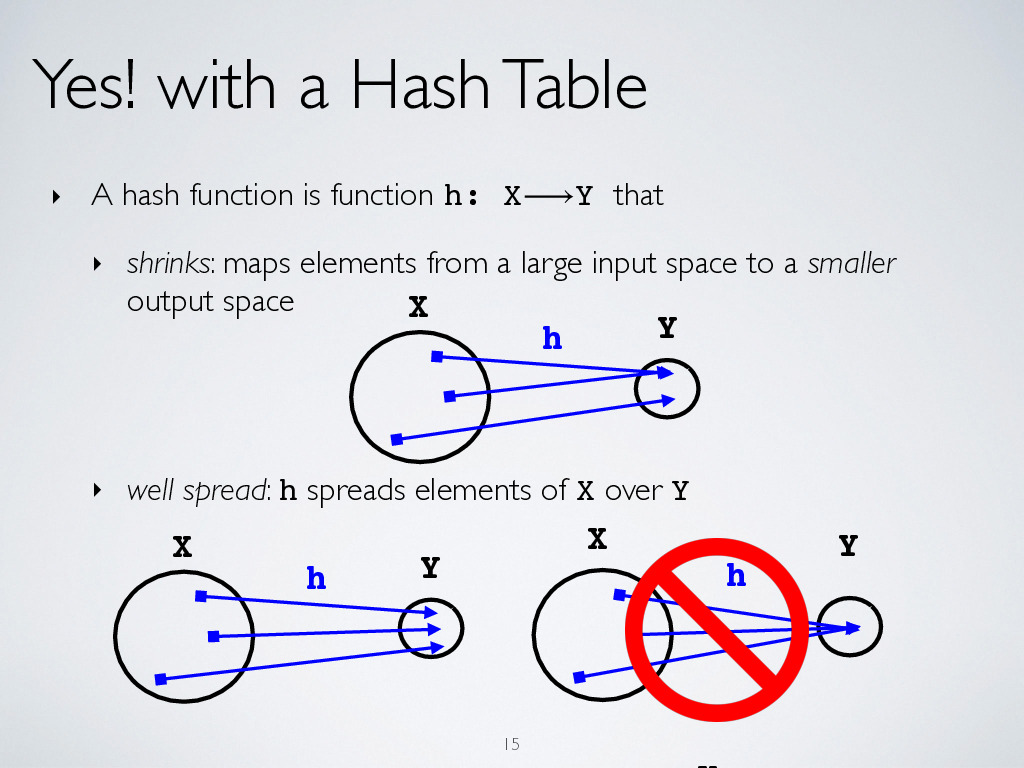 Yes! with a Hash Table
‣ A hash function is function h: X⟶Y that
‣ shrinks: maps elements from a large input space to a smaller
output space
X
h
Y
‣ well spread: h spreads elements of X over Y
X
h
Y
X
h
Y
15